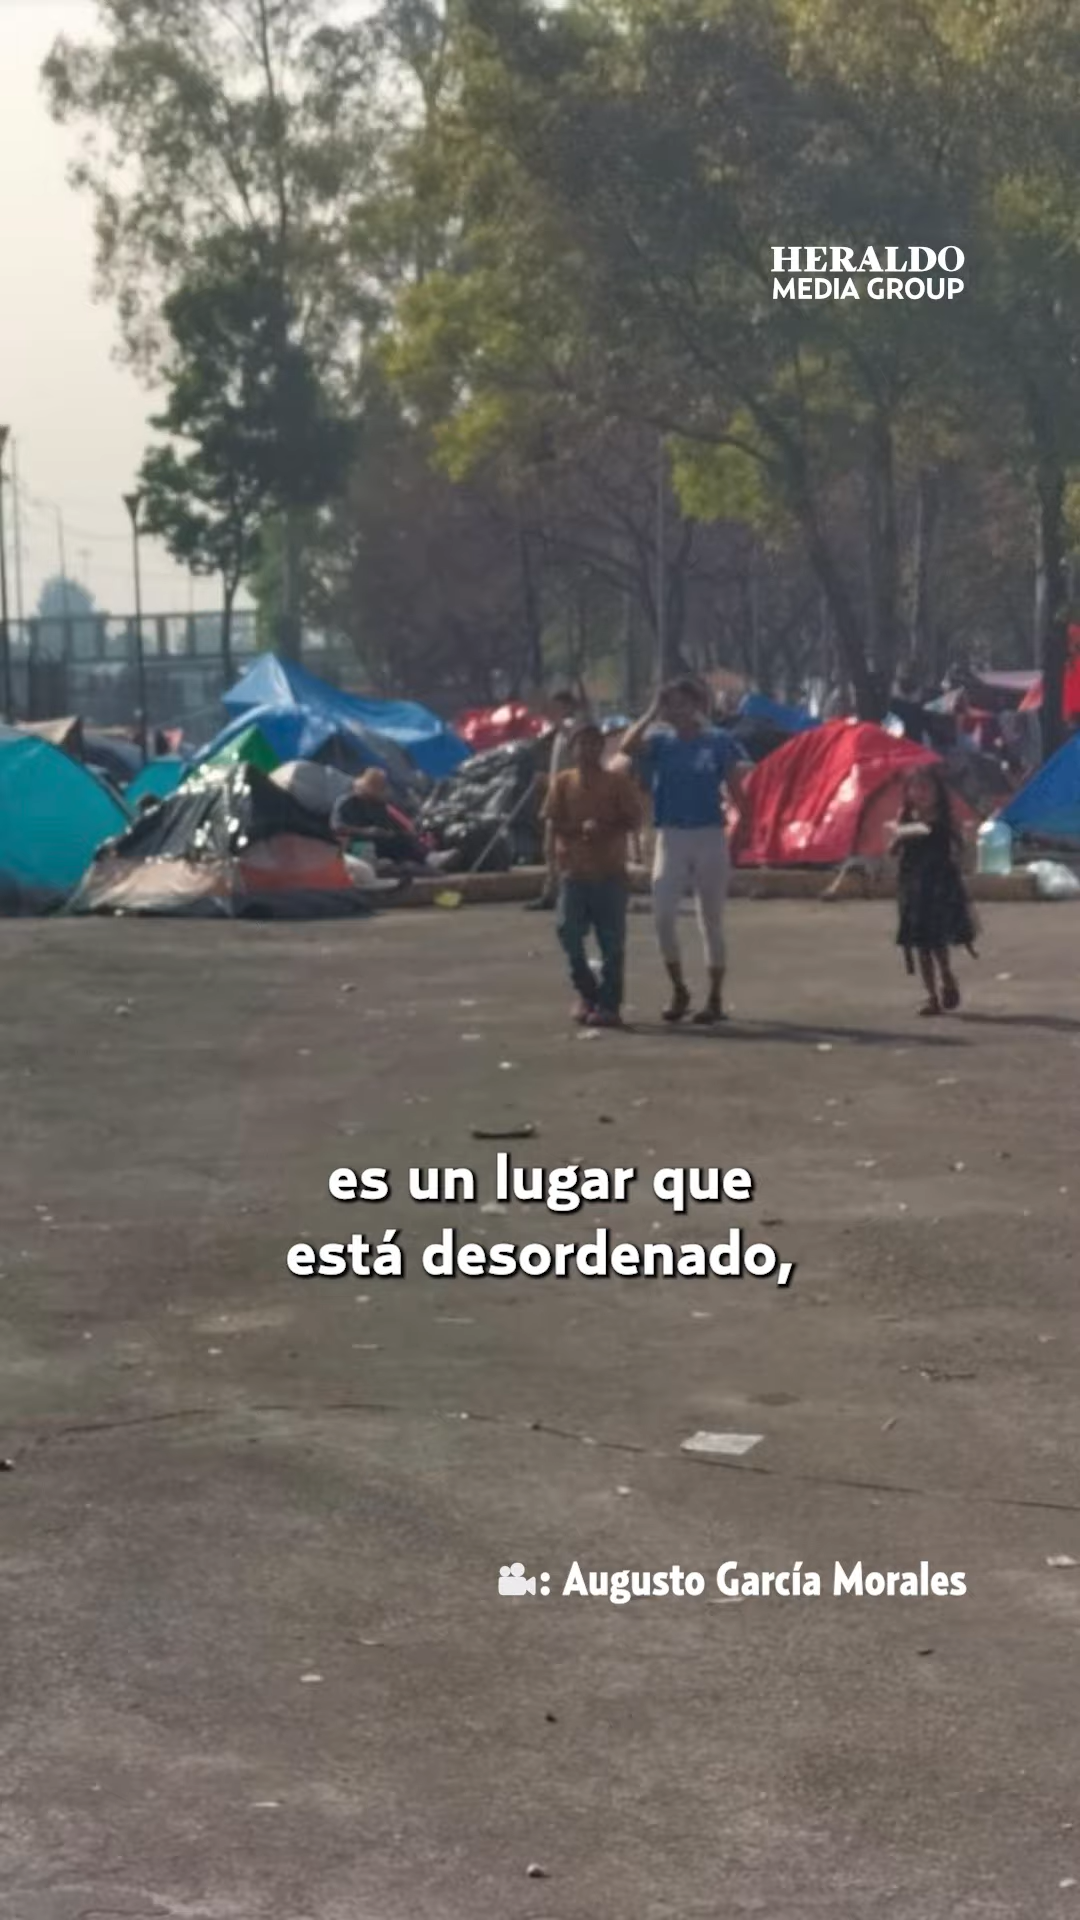 HERALDO
MEDIA GROUP
es un lugar que
está desordenado,
: Augusto García Morales